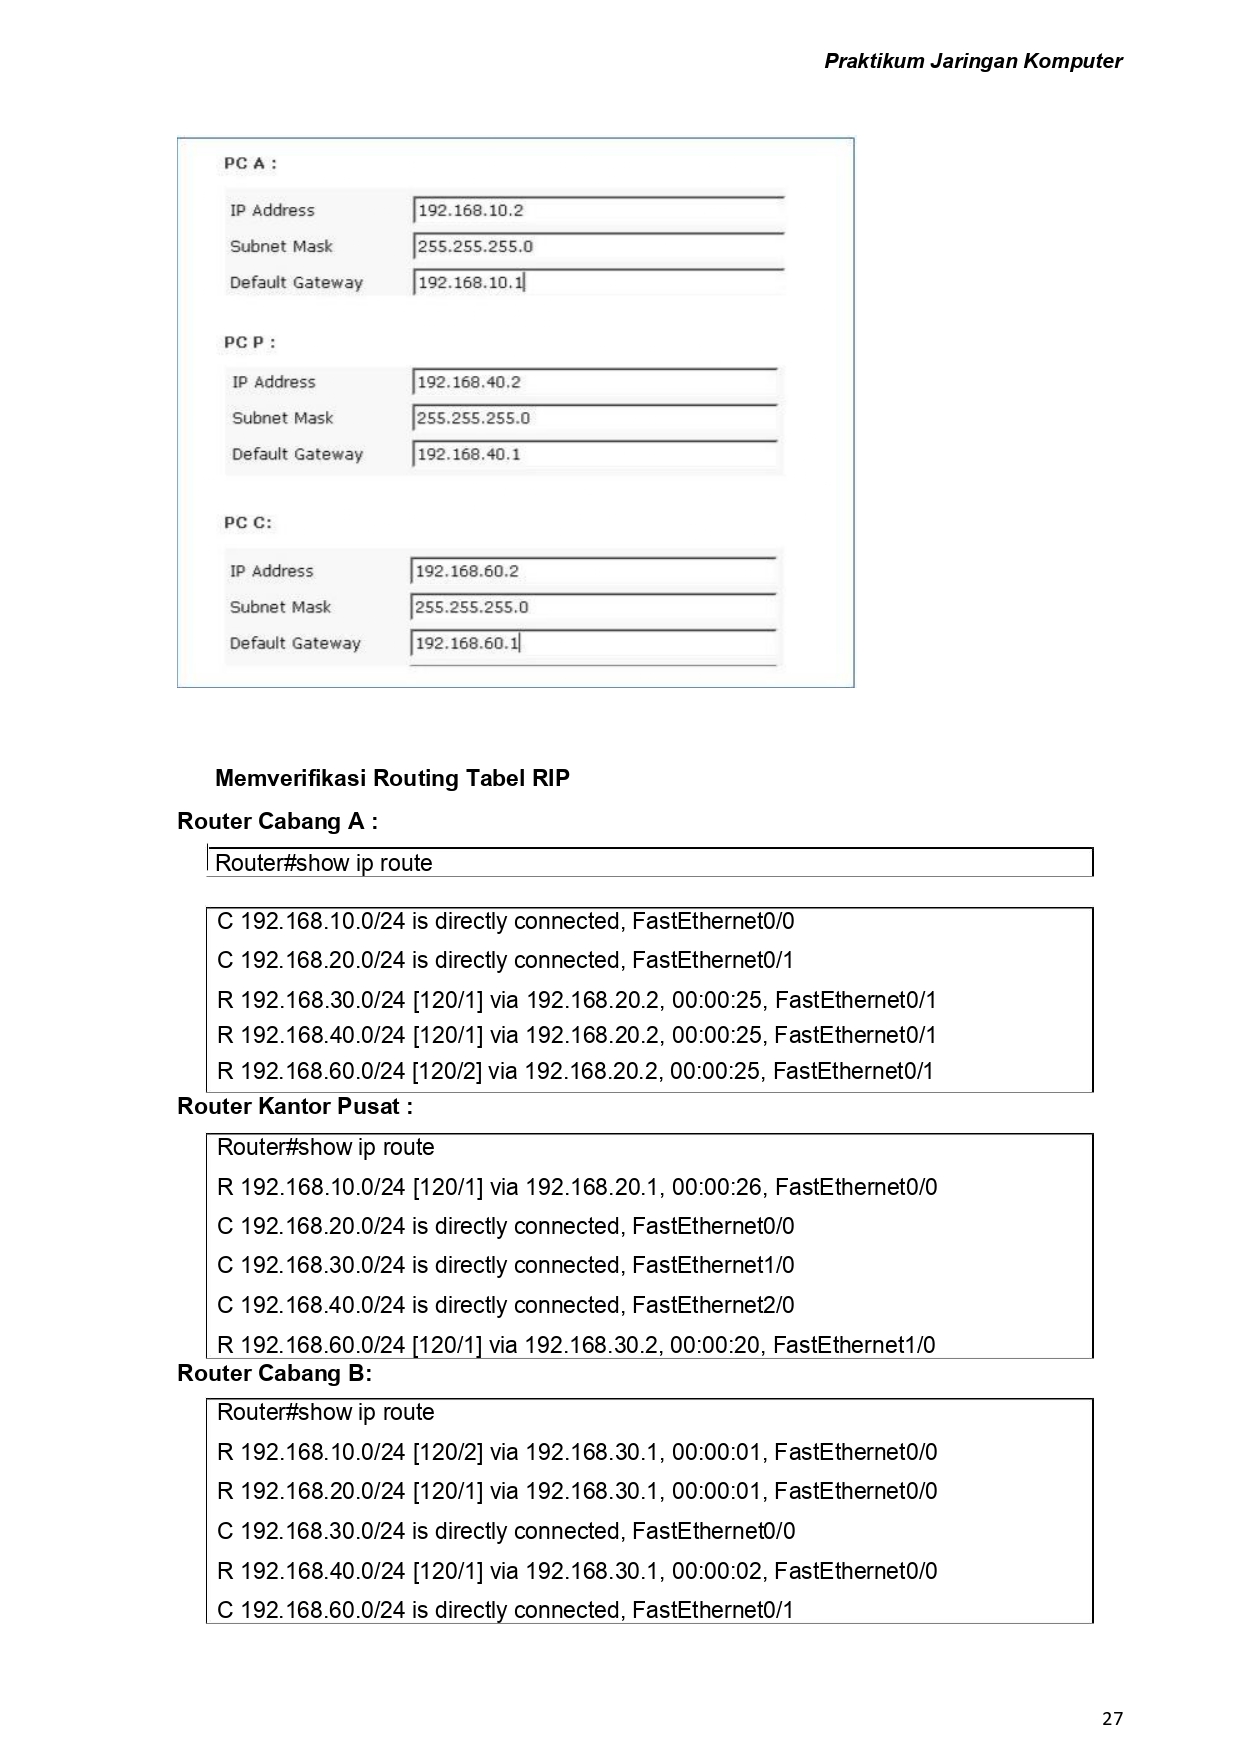 Praktikum Jaringan Komputer
PC A :
IP Address 192.168.10.2
Subnet Mask 255.255.255.0
Default Gateway 192.168.10.1
PC P :
IP Address 192.168.40.2
Subnet Mask 255.255.255.0
Default Gateway 192.168.40.1
PC C:
IP Address 192.168.60.2
Subnet Mask 255.255.255.0
Default Gateway 192.168.60.1
Memverifikasi Routing Tabel RIP
Router Cabang A :
Router#show ip route
C 192.168.10.0/24 is directly connected, FastEthernet0/0
C 192.168.20.0/24 is directly connected, FastEthernet0/1
R 192.168.30.0/24 [120/1] via 192.168.20.2, 00:00:25, FastEthernet0/1
R 192.168.40.0/24 [120/1] via 192.168.20.2, 00:00:25, FastEthernet0/1
R 192.168.60.0/24 [120/2] via 192.168.20.2, 00:00:25, FastEthernet0/1
Router Kantor Pusat :
Router#show ip route
R 192.168.10.0/24 [120/1] via 192.168.20.1, 00:00:26, FastEthernet0/0
C 192.168.20.0/24 is directly connected, FastEthernet0/0
C 192.168.30.0/24 is directly connected, FastEthernet1/0
C 192.168.40.0/24 is directly connected, FastEthernet2/0
R 192.168.60.0/24 [120/1] via 192.168.30.2, 00:00:20, FastEthernet1/0
Router Cabang B:
Router#show ip route
R 192.168.10.0/24 [120/2] via 192.168.30.1, 00:00:01, FastEthernet0/0
R 192.168.20.0/24 [120/1] via 192.168.30.1, 00:00:01, FastEthernet0/0
C 192.168.30.0/24 is directly connected, FastEthernet0/0
R 192.168.40.0/24 [120/1] via 192.168.30.1, 00:00:02, FastEthernet0/0
C 192.168.60.0/24 is directly connected, FastEthernet0/1
27